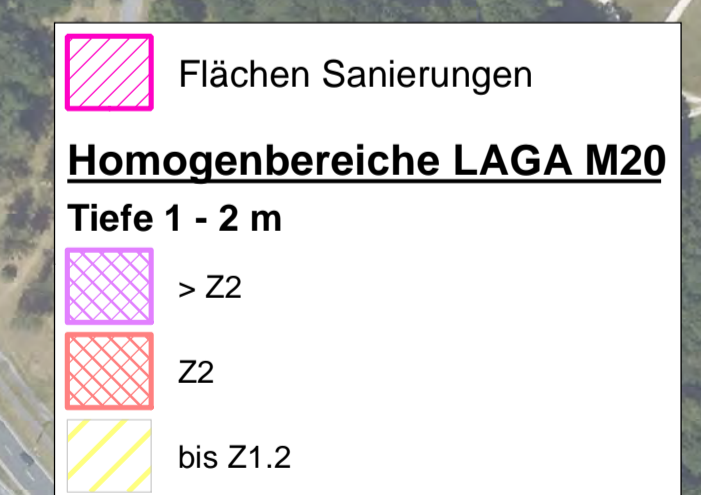 Flächen Sanierungen
Homogenbereiche LAGA M20
Tiefe 1 - 2 m
> Z2
Z2
bis Z1.2